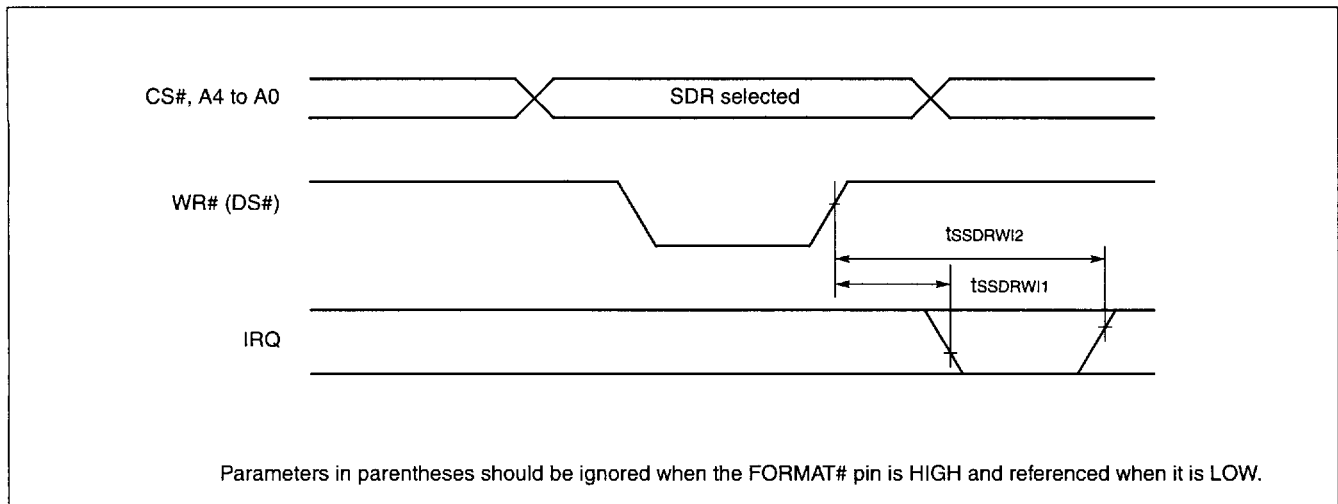 CS#, A4 to A0
SDR selected
WR# (DS#)
tSSDRWI2
tSSDRWI1
IRQ
Parameters in parentheses should be ignored when the FORMAT# pin is HIGH and referenced when it is LOW.